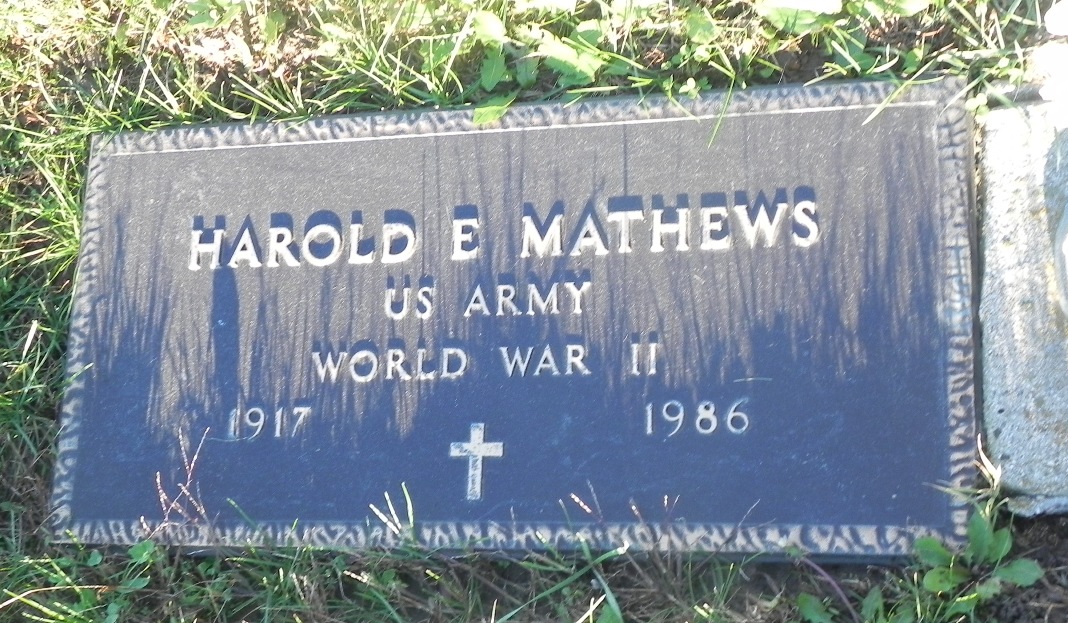 HAROLD E MATHEWS
US ARMY
WORLD WAR II
1917 1986